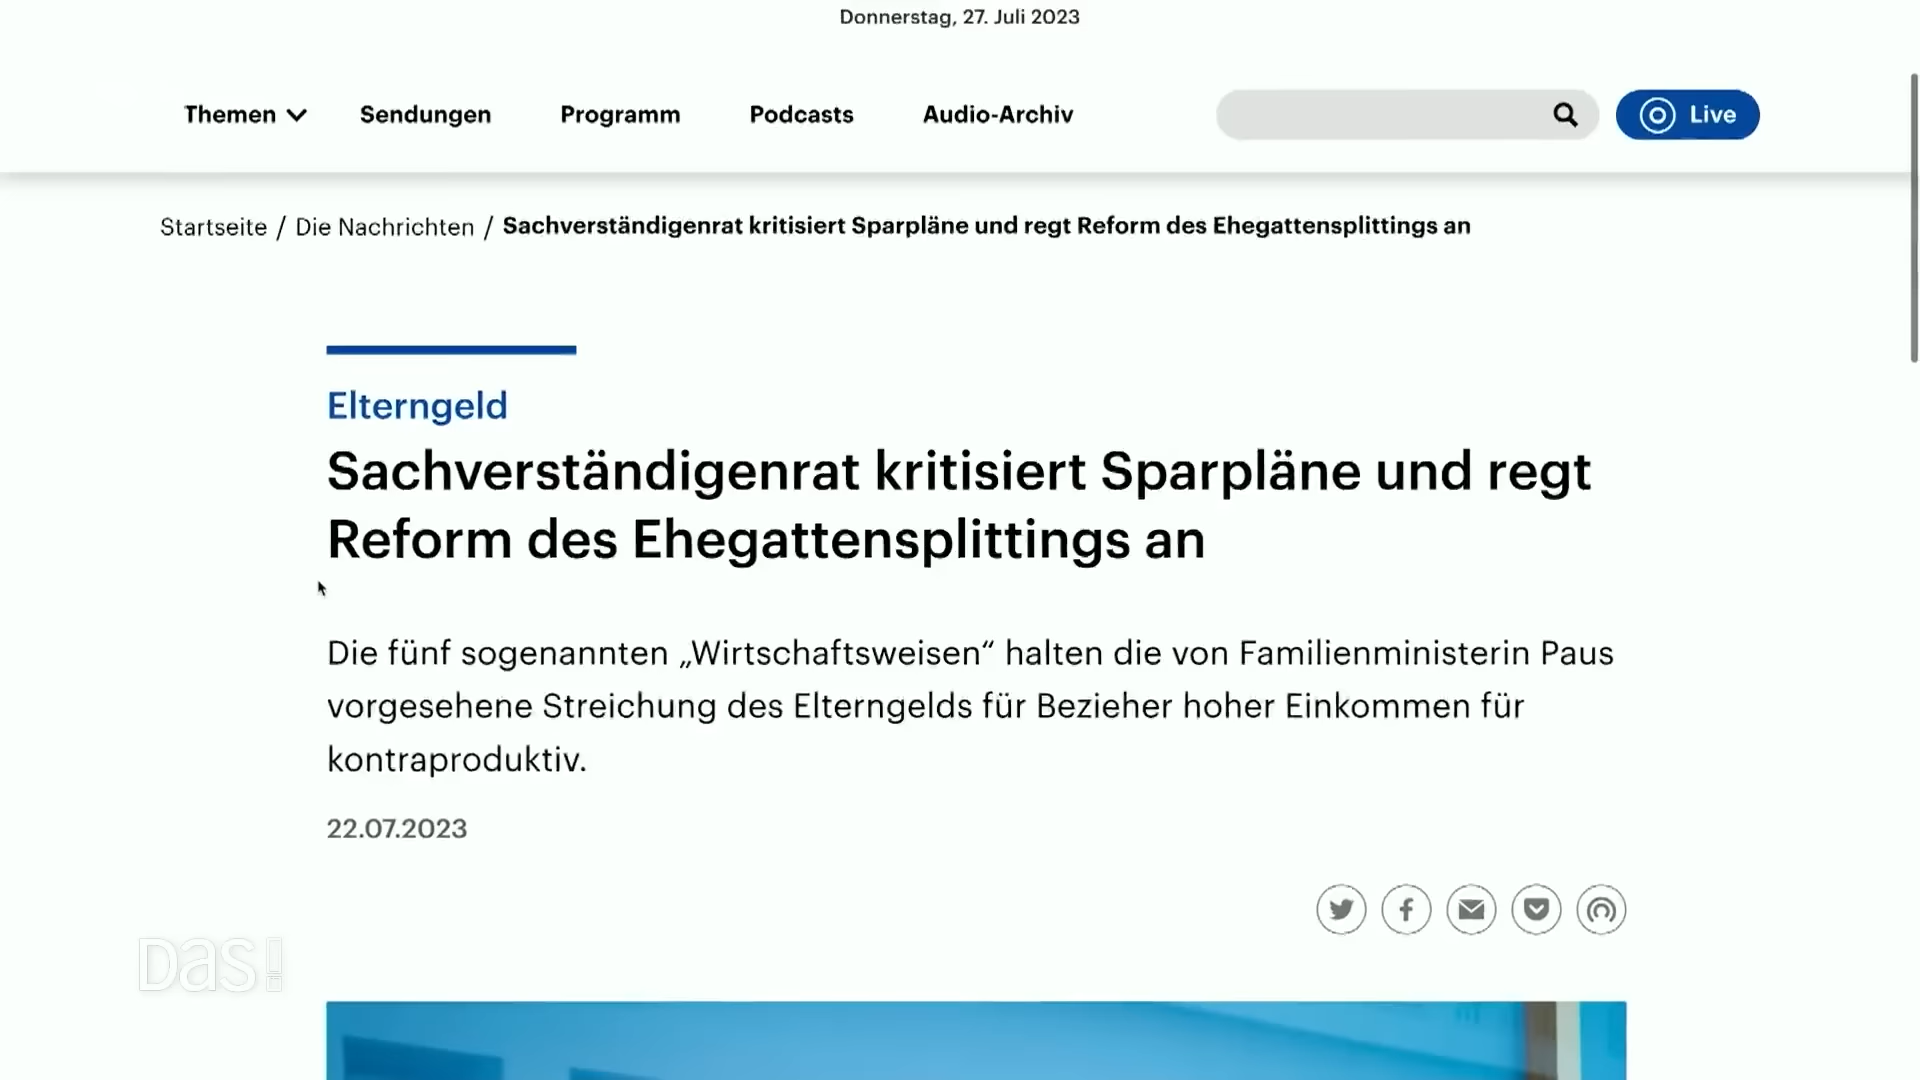 Donnerstag, 27. Juli 2023
Themen Sendungen Programm Podcasts Audio-Archiv Live
Startseite / Die Nachrichten / Sachverständigenrat kritisiert Sparpläne und regt Reform des Ehegattensplittings an
Elterngeld
Sachverständigenrat kritisiert Sparpläne und regt
Reform des Ehegattensplittings an
Die fünf sogenannten „Wirtschaftsweisen“ halten die von Familienministerin Paus
vorgesehene Streichung des Elterngelds für Bezieher hoher Einkommen für
kontraproduktiv.
22.07.2023
DAS!